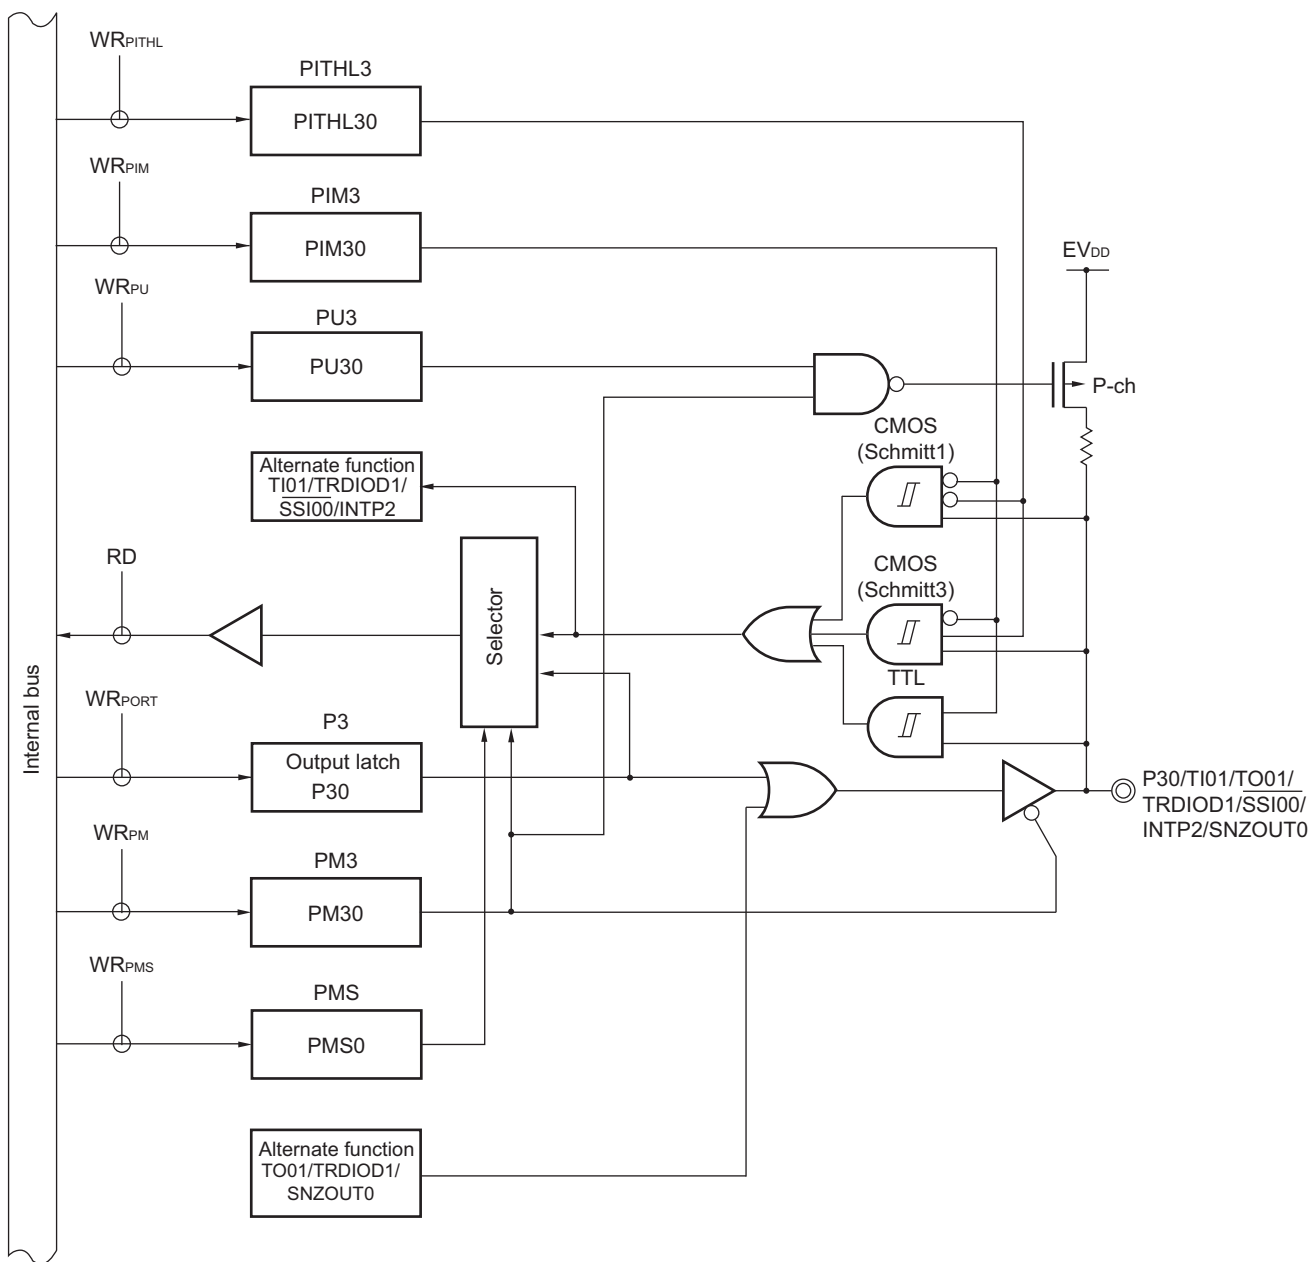 WRPITHL
PITHL3
PITHL30
WRPIM
PIM3
PIM30
EVDD
WRPU
PU3
PU30
P-ch
CMOS
(Schmitt1)
Alternate function
TI01/TRDIOD1/
SSI00/INTP2
RD
Selector
CMOS
(Schmitt3)
TTL
Internal bus
WRPORT
P3
Output latch
P30
P30/TI01/TO01/
TRDIOD1/SSI00/
INTP2/SNZOUT0
WRPM
PM3
PM30
WRPMS
PMS
PMS0
Alternate function
TO01/TRDIOD1/
SNZOUT0